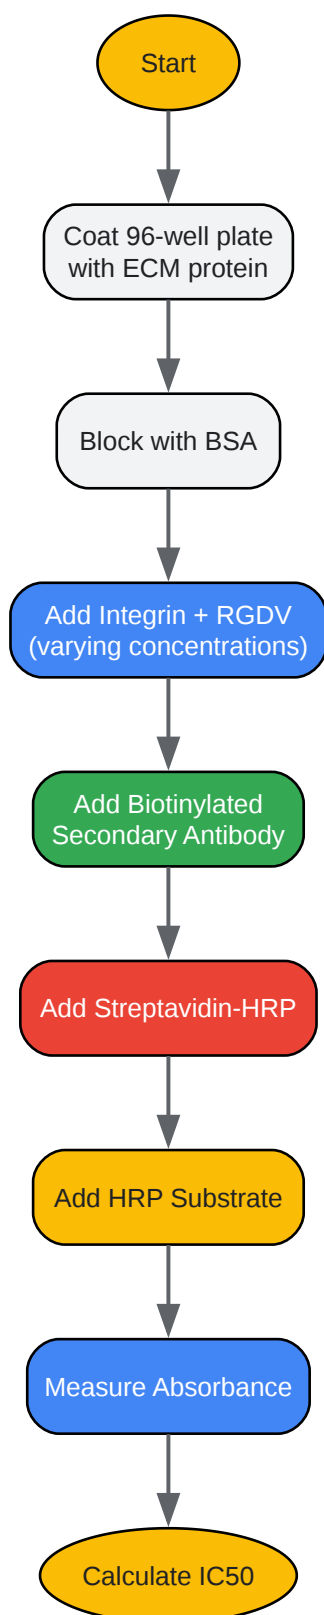 Start
Coat 96-well plate
with ECM protein
Block with BSA
Add Integrin + RGDV
(varying concentrations)
Add Biotinylated
Secondary Antibody
Add Streptavidin-HRP
Add HRP Substrate
Measure Absorbance
Calculate IC50